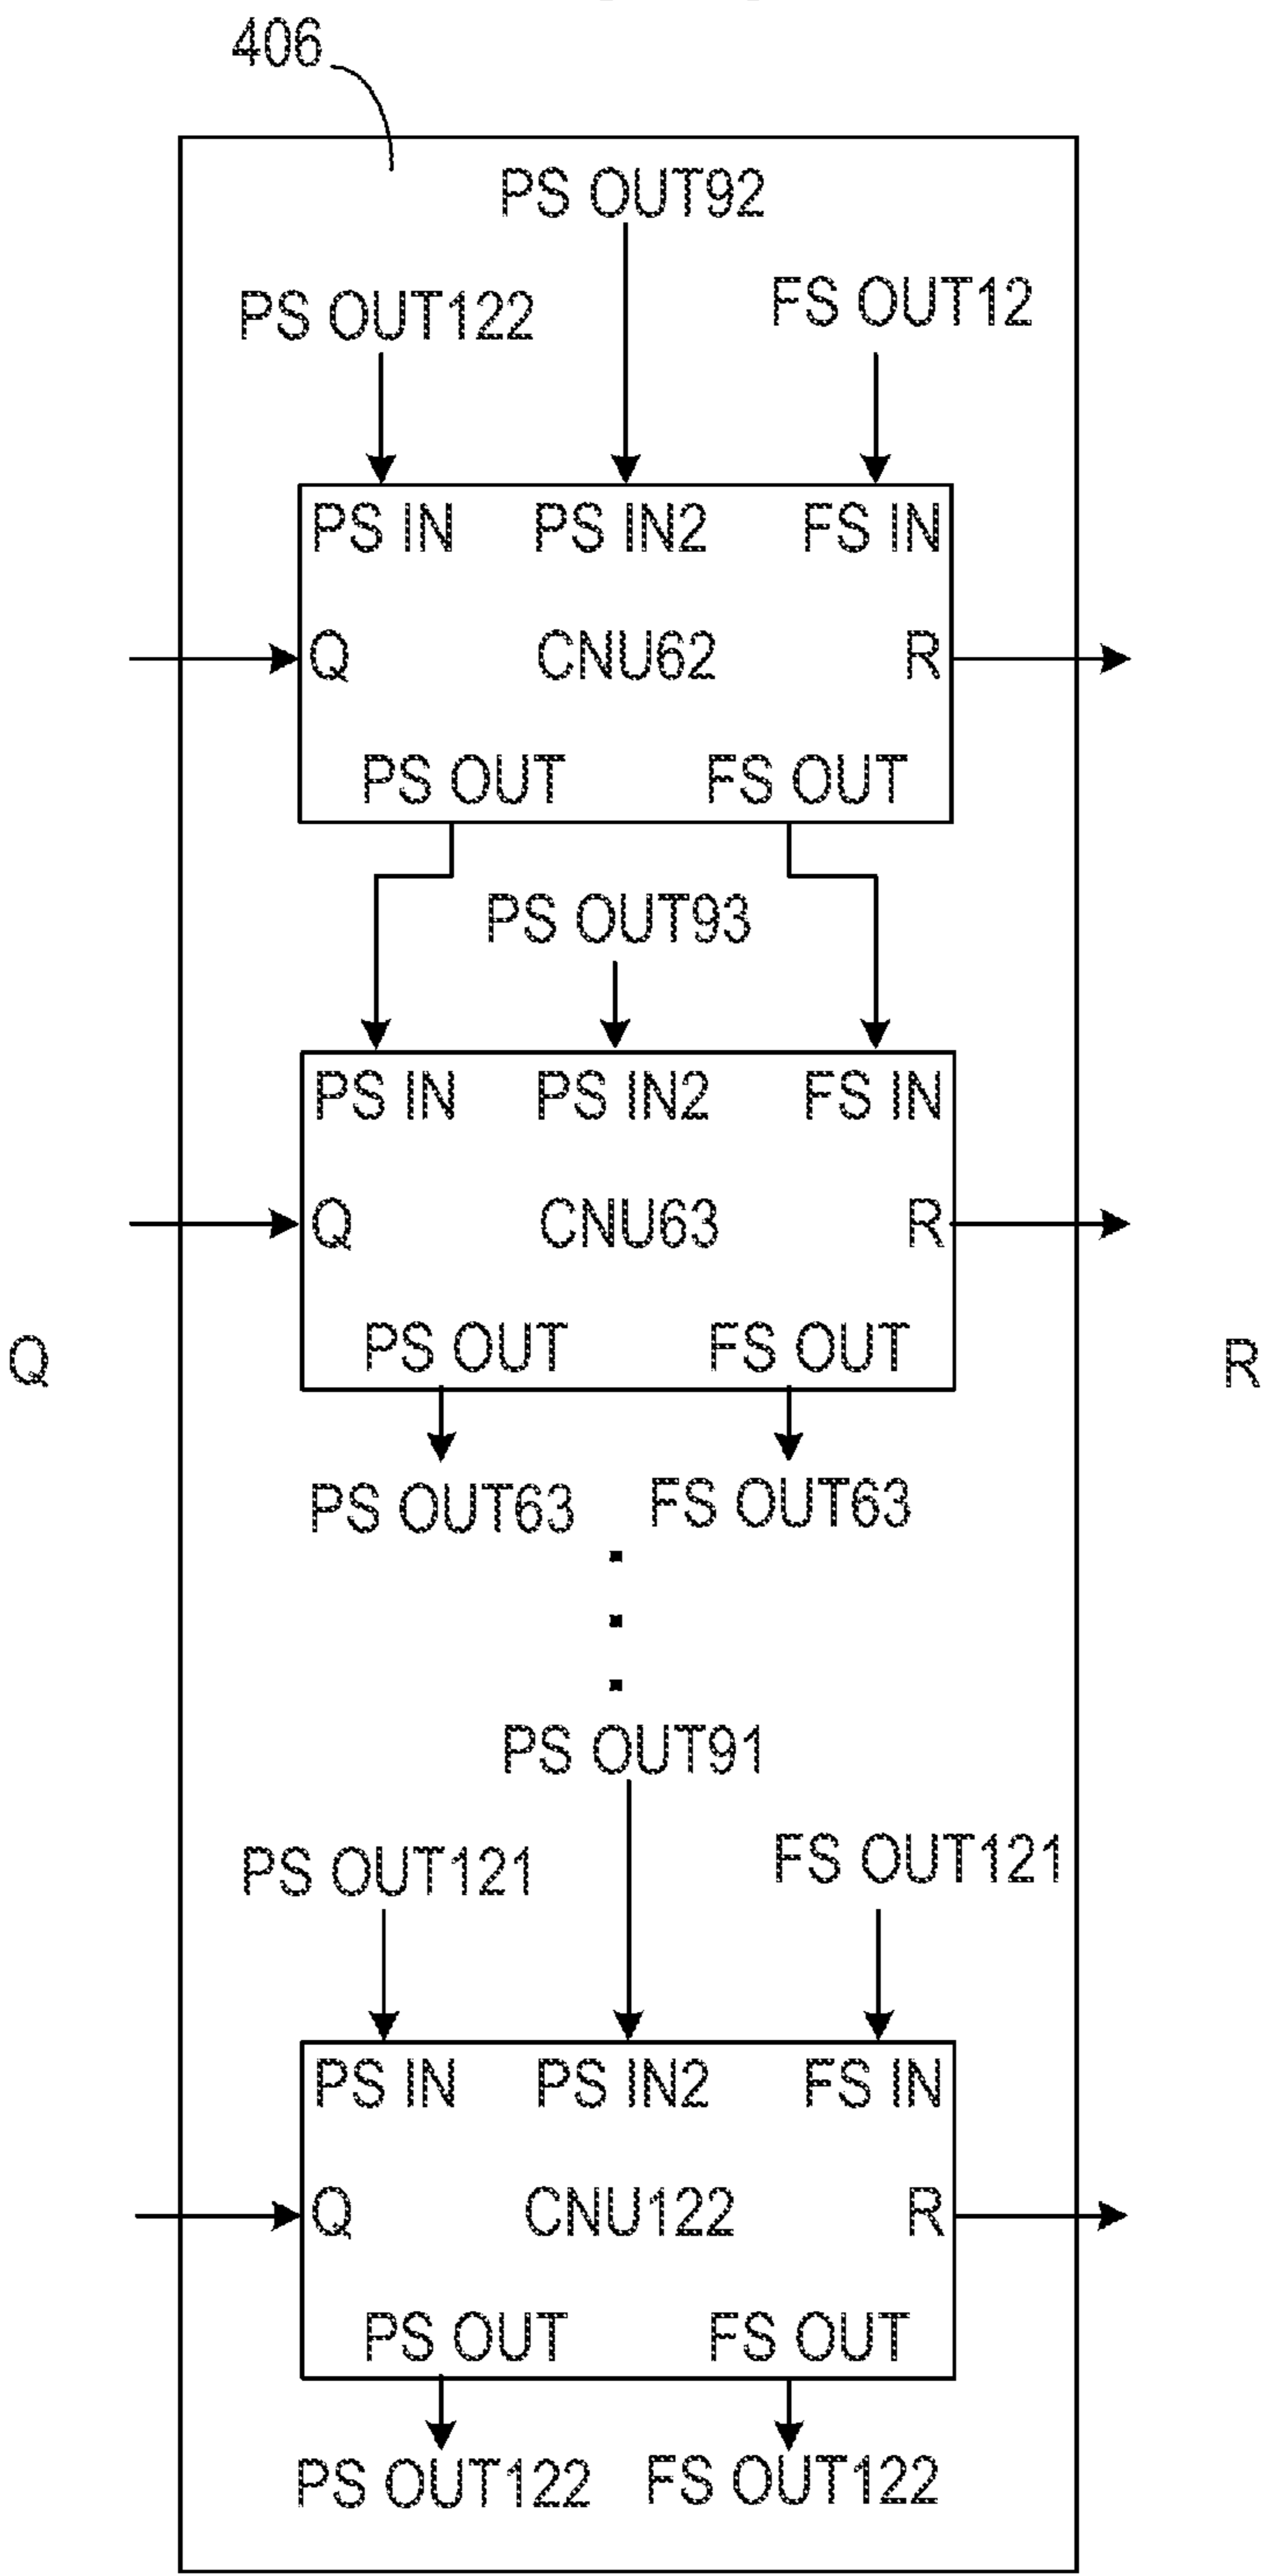 406
PS OUT92
PS OUT122 FS OUT12
PS IN PS IN2 FS IN
Q CNU62 R
PS OUT FS OUT
PS OUT93
PS IN PS IN2 FS IN
Q CNU63 R
PS OUT FS OUT
Q R
PS OUT63 FS OUT63
PS OUT91
PS OUT121 FS OUT121
PS IN PS IN2 FS IN
Q CNU122 R
PS OUT FS OUT
PS OUT122 FS OUT122